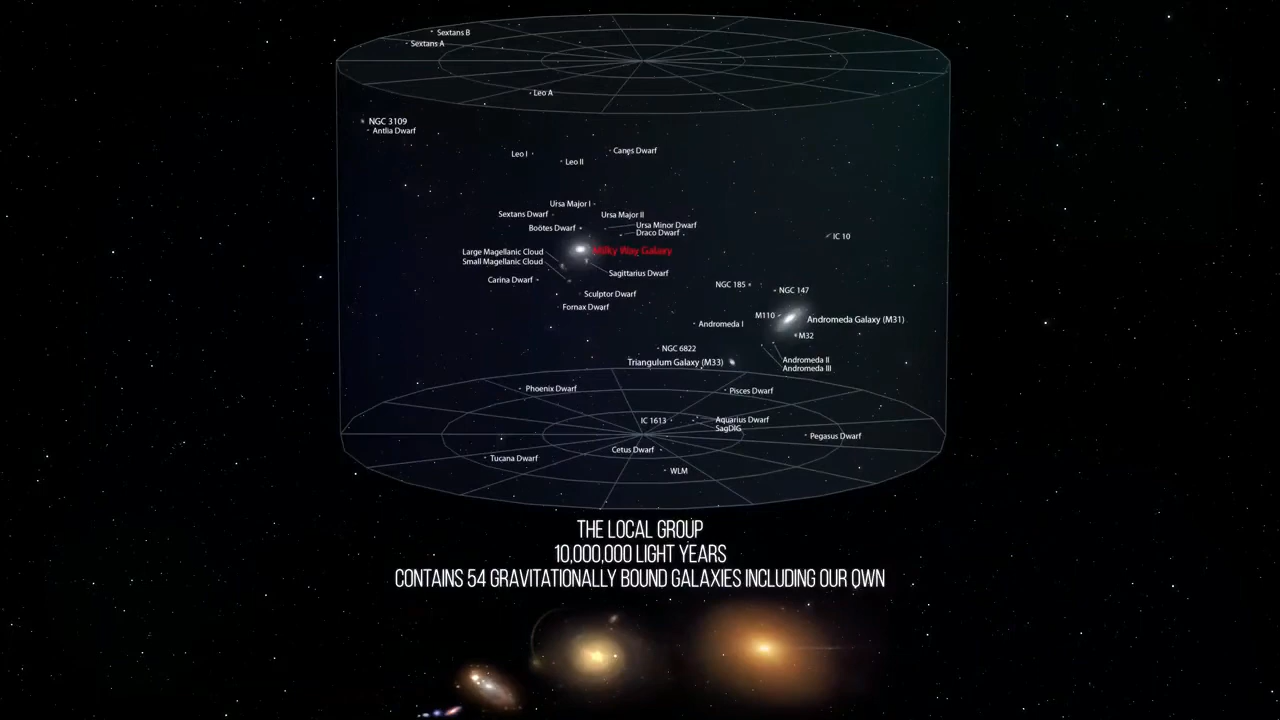 Sextans B
Sextans A
Leo A
NGC 3109
Antlia Dwarf
Leo I
Canes Dwarf
Leo II
Ursa Major I
Sextans Dwarf
Ursa Major II
Ursa Minor Dwarf
Boötes Dwarf
Draco Dwarf
IC 10
Milky Way Galaxy
Large Magellanic Cloud
Small Magellanic Cloud
Sagittarius Dwarf
Carina Dwarf
NGC 185
NGC 147
Sculptor Dwarf
Fornax Dwarf
M110
Andromeda Galaxy (M31)
Andromeda I
M32
NGC 6822
Triangulum Galaxy (M33)
Andromeda II
Andromeda III
Phoenix Dwarf
Pisces Dwarf
IC 1613
Aquarius Dwarf
SagDIG
Pegasus Dwarf
Cetus Dwarf
Tucana Dwarf
WLM
THE LOCAL GROUP
10,000,000 LIGHT YEARS
CONTAINS 54 GRAVITATIONALLY BOUND GALAXIES INCLUDING OUR OWN